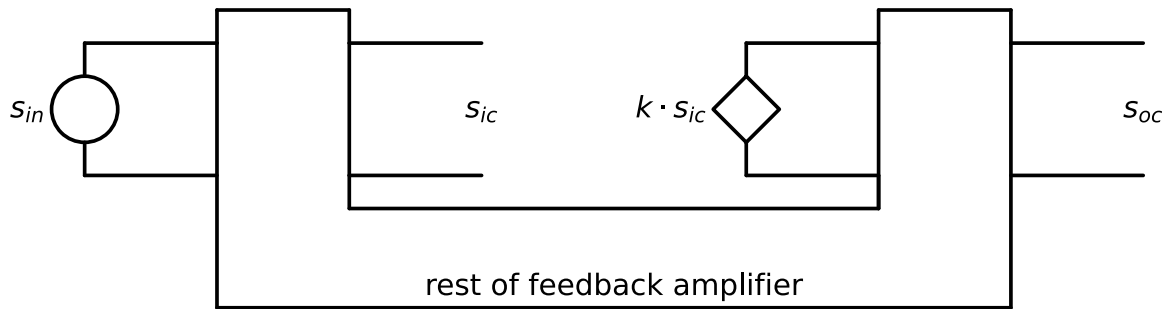 s_in s_ic k · s_ic s_oc
rest of feedback amplifier